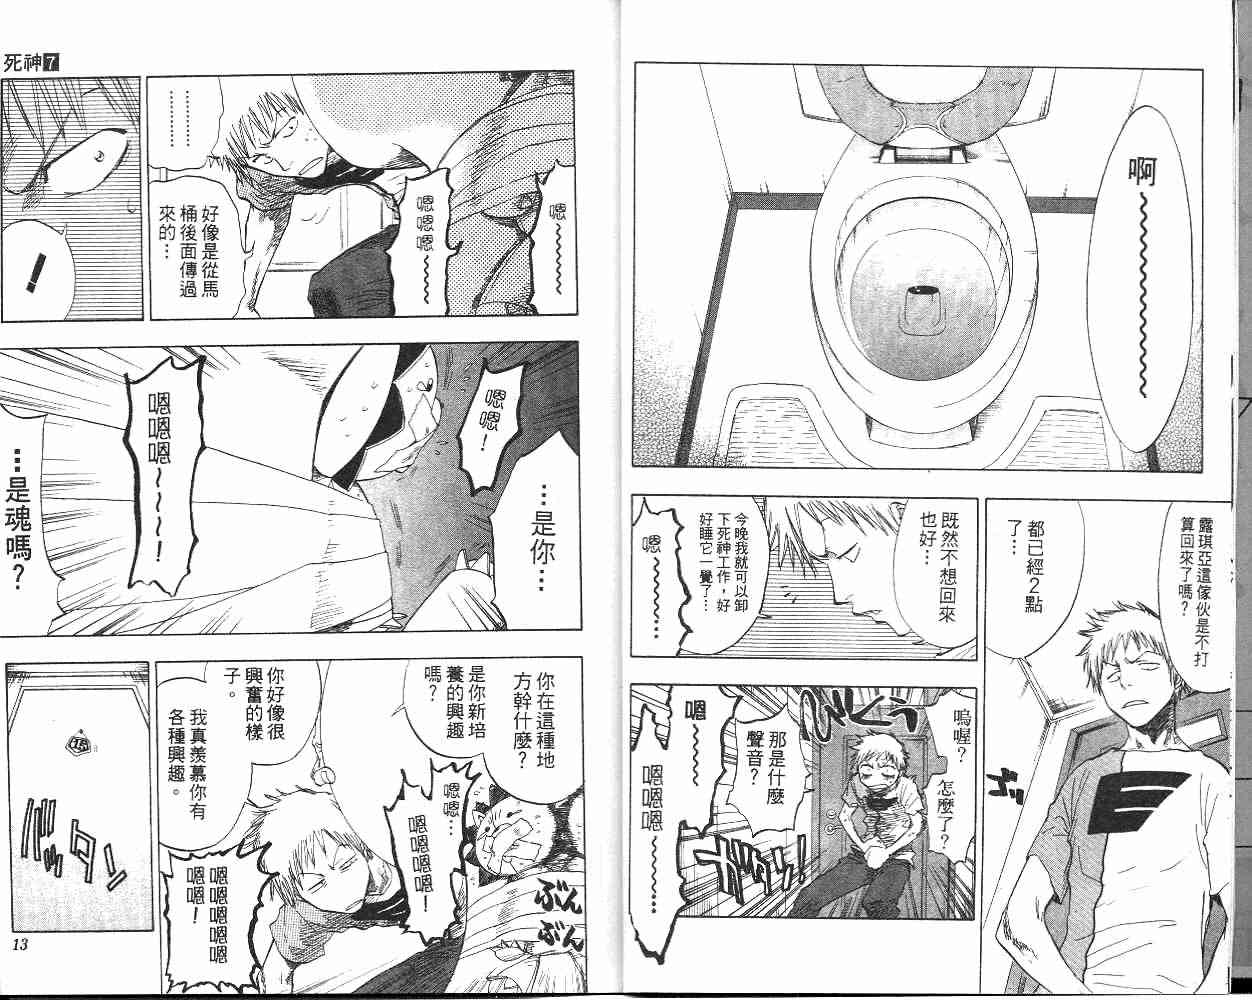 啊~~~~~
露琪亞這傢伙是不打
算回來了嗎?
都已經2點
了…
既然不想回來
也好…
今晚我就可以卸
下死神工作,好
好睡它一覺了…
嗯~~~~…
嗚喔?
怎麼了?
那是什麼
聲音?
嗯~~~
嗯嗯嗯~~~~……
死神7
嗯~~~~
嗯嗯嗯~~~
…………
好像是從馬
桶後面傳過
來的…
!
嗯嗯!
…是你…
嗯嗯嗯~~~!
…是魂嗎?
你在這種地
方幹什麼?
是你新培
養的興趣
嗎?
嗯嗯…
嗯嗯嗯嗯!
ぶん
ぶん
你好像很
興奮的樣
子。
我真羨慕你有
各種興趣。
嗯嗯嗯嗯嗯
嗯嗯!
15
13